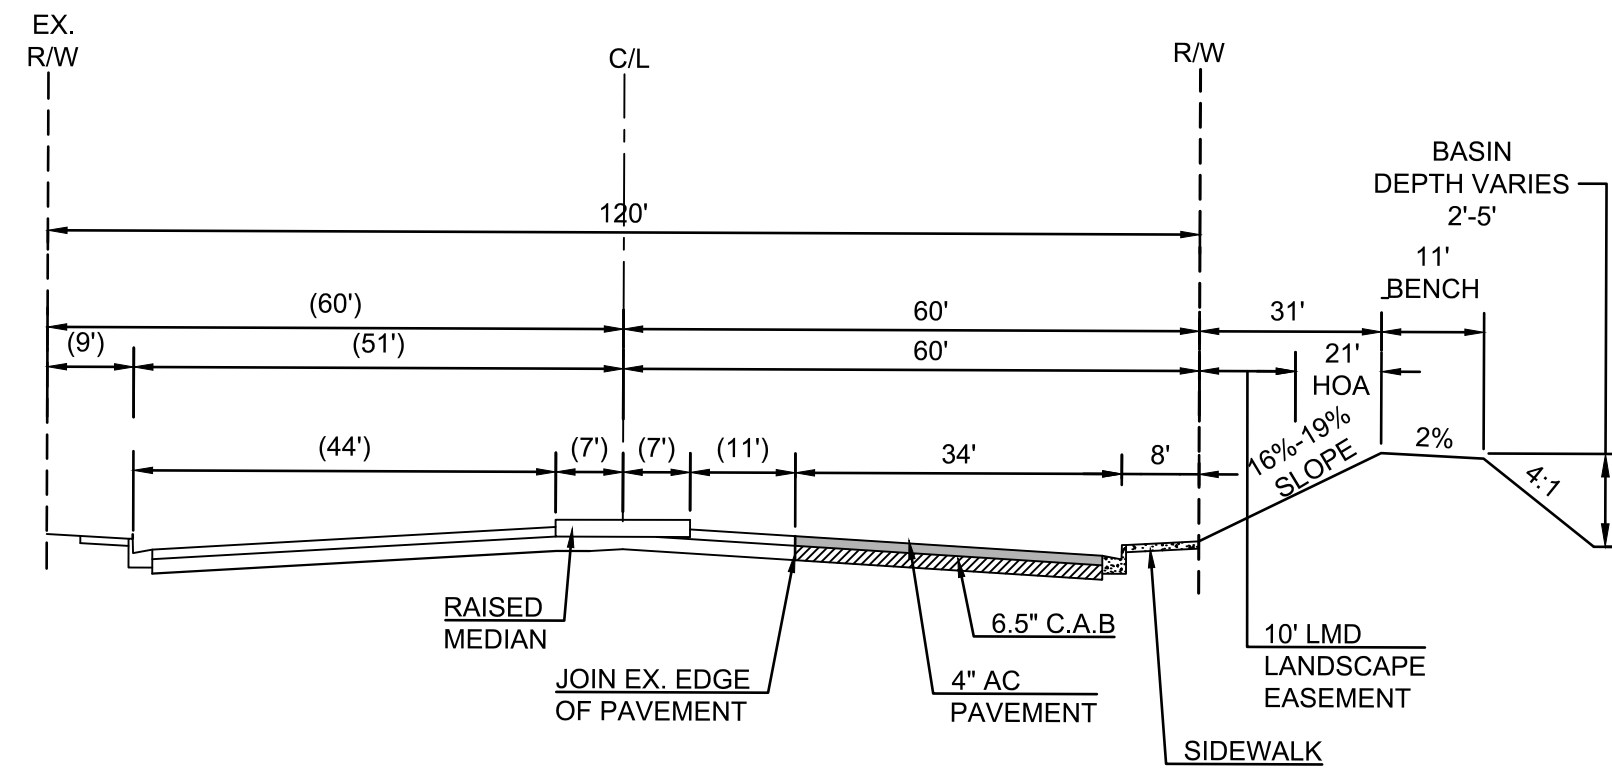 EX.
R/W
C/L
R/W
BASIN
DEPTH VARIES
2'-5'
120'
11'
BENCH
(60')
60'
31'
(9')
(51')
60'
21'
HOA
(44')
(7')
(7')
(11')
34'
8'
16%-19%
SLOPE
2%
4:1
RAISED
MEDIAN
6.5" C.A.B
10' LMD
LANDSCAPE
EASEMENT
JOIN EX. EDGE
OF PAVEMENT
4" AC
PAVEMENT
SIDEWALK